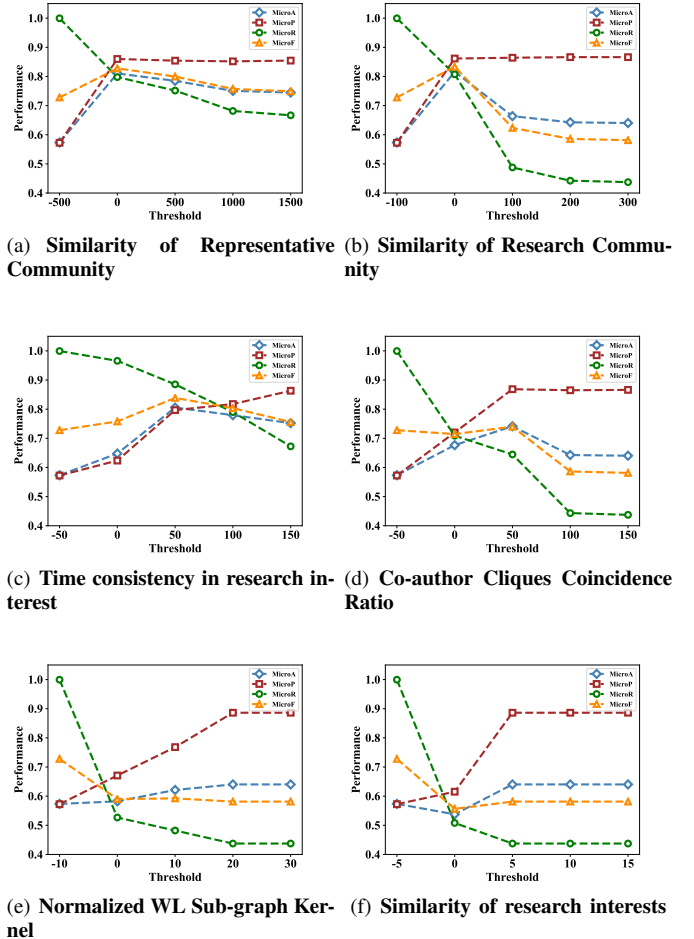 1.0
0.9
0.8
0.7
0.6
0.5
0.4
Performance
-500 0 500 1000 1500
Threshold
MicroA
MicroP
MicroR
MicroF
(a) Similarity of Representative
Community
1.0
0.9
0.8
0.7
0.6
0.5
0.4
Performance
-100 0 100 200 300
Threshold
MicroA
MicroP
MicroR
MicroF
(b) Similarity of Research Commu-
nity
1.0
0.9
0.8
0.7
0.6
0.5
0.4
Performance
-50 0 50 100 150
Threshold
MicroA
MicroP
MicroR
MicroF
(c) Time consistency in research in-
terest
1.0
0.9
0.8
0.7
0.6
0.5
0.4
Performance
-50 0 50 100 150
Threshold
MicroA
MicroP
MicroR
MicroF
(d) Co-author Cliques Coincidence
Ratio
1.0
0.9
0.8
0.7
0.6
0.5
0.4
Performance
-10 0 10 20 30
Threshold
MicroA
MicroP
MicroR
MicroF
(e) Normalized WL Sub-graph Ker-
nel
1.0
0.9
0.8
0.7
0.6
0.5
0.4
Performance
-5 0 5 10 15
Threshold
MicroA
MicroP
MicroR
MicroF
(f) Similarity of research interests